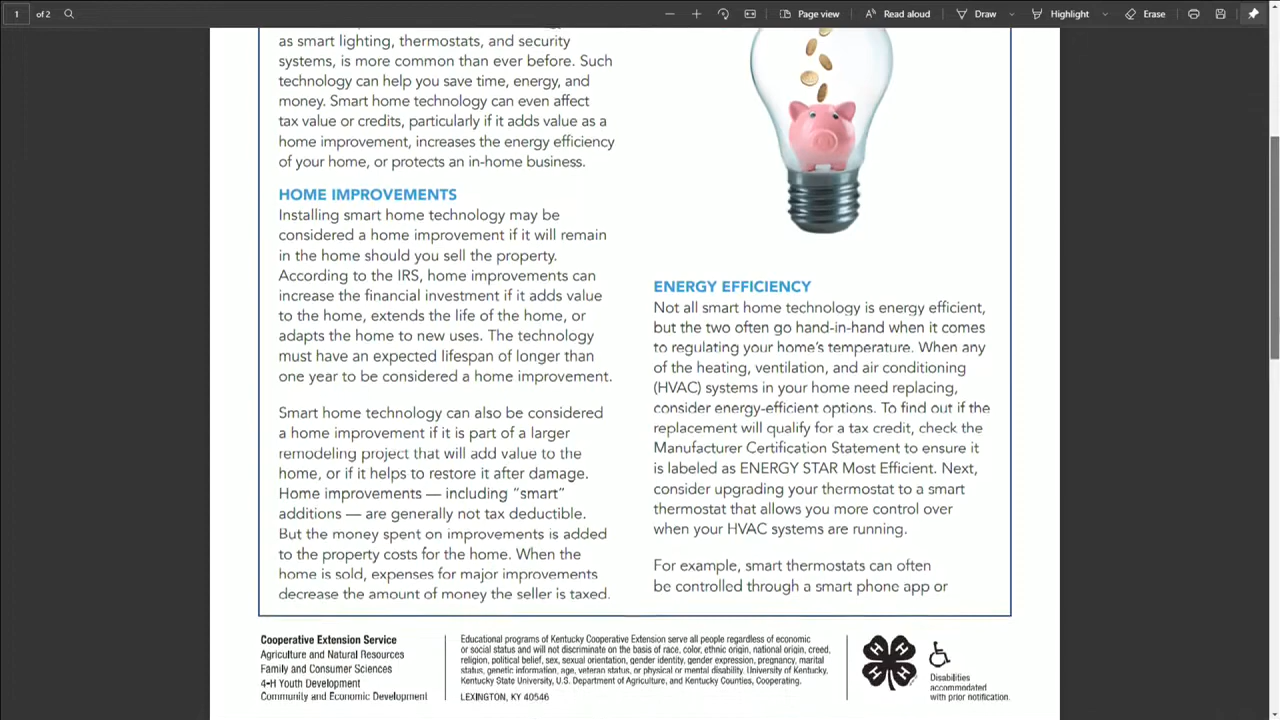 1 of 2 Page view Read aloud Draw Highlight Erase
as smart lighting, thermostats, and security
systems, is more common than ever before. Such
technology can help you save time, energy, and
money. Smart home technology can even affect
tax value or credits, particularly if it adds value as a
home improvement, increases the energy efficiency
of your home, or protects an in-home business.
HOME IMPROVEMENTS
Installing smart home technology may be
considered a home improvement if it will remain
in the home should you sell the property.
According to the IRS, home improvements can
increase the financial investment if it adds value
to the home, extends the life of the home, or
adapts the home to new uses. The technology
must have an expected lifespan of longer than
one year to be considered a home improvement.
Smart home technology can also be considered
a home improvement if it is part of a larger
remodeling project that will add value to the
home, or if it helps to restore it after damage.
Home improvements — including “smart”
additions — are generally not tax deductible.
But the money spent on improvements is added
to the property costs for the home. When the
home is sold, expenses for major improvements
decrease the amount of money the seller is taxed.
ENERGY EFFICIENCY
Not all smart home technology is energy efficient,
but the two often go hand-in-hand when it comes
to regulating your home’s temperature. When any
of the heating, ventilation, and air conditioning
(HVAC) systems in your home need replacing,
consider energy-efficient options. To find out if the
replacement will qualify for a tax credit, check the
Manufacturer Certification Statement to ensure it
is labeled as ENERGY STAR Most Efficient. Next,
consider upgrading your thermostat to a smart
thermostat that allows you more control over
when your HVAC systems are running.
For example, smart thermostats can often
be controlled through a smart phone app or
Cooperative Extension Service
Agriculture and Natural Resources
Family and Consumer Sciences
4-H Youth Development
Community and Economic Development
Educational programs of Kentucky Cooperative Extension serve all people regardless of economic
or social status and will not discriminate on the basis of race, color, ethnic origin, national origin, creed,
religion, political belief, sex, sexual orientation, gender identity, gender expression, pregnancy, marital
status, genetic information, age, veteran status, or physical or mental disability. University of Kentucky,
Kentucky State University, U.S. Department of Agriculture, and Kentucky Counties, Cooperating.
LEXINGTON, KY 40546
H H H H
Disabilities
accommodated
with prior notification.